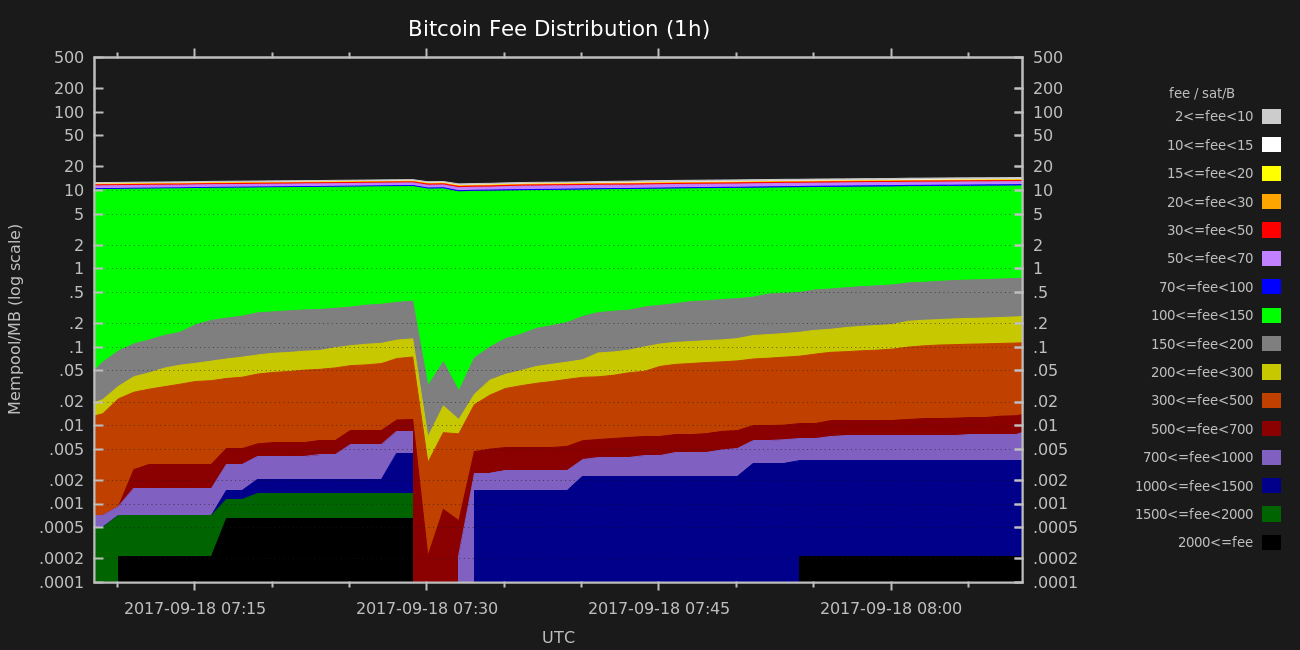 Bitcoin Fee Distribution (1h)
500
200
100
50
20
10
5
2
1
.5
.2
.1
.05
.02
.01
.005
.002
.001
.0005
.0002
.0001
Mempool/MB (log scale)
500
200
100
50
20
10
5
2
1
.5
.2
.1
.05
.02
.01
.005
.002
.001
.0005
.0002
.0001
2017-09-18 07:15
2017-09-18 07:30
2017-09-18 07:45
2017-09-18 08:00
UTC
fee / sat/B
2<=fee<10
10<=fee<15
15<=fee<20
20<=fee<30
30<=fee<50
50<=fee<70
70<=fee<100
100<=fee<150
150<=fee<200
200<=fee<300
300<=fee<500
500<=fee<700
700<=fee<1000
1000<=fee<1500
1500<=fee<2000
2000<=fee